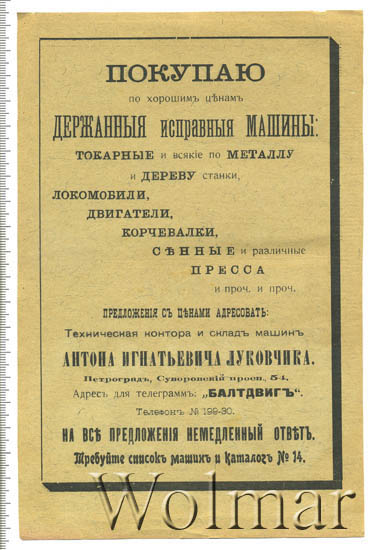 ПОКУПАЮ
по хорошимъ цѣнамъ
ДЕРЖАННЫЯ исправныя МАШИНЫ:
ТОКАРНЫЕ и всякіе по МЕТАЛЛУ
и ДЕРЕВУ станки,
ЛОКОМОБИЛИ,
ДВИГАТЕЛИ,
КОРЧЕВАЛКИ,
СѢННЫЕ и различные
ПРЕССА
и проч. и проч.
ПРЕДЛОЖЕНІЯ СЪ ЦѢНАМИ АДРЕСОВАТЬ:
Техническая контора и складъ машинъ
АНТОНА ИГНАТЬЕВИЧА ЛУКОВЧИКА.
Петроградъ, Суворовскій просп., 54.
Адресъ для телеграммъ: „БАЛТДВИГЪ“.
Телефонъ № 199-30.
НА ВСѢ ПРЕДЛОЖЕНІЯ НЕМЕДЛЕННЫЙ ОТВѢТЪ.
Требуйте списокъ машинъ и Каталогъ № 14.
Wolmar